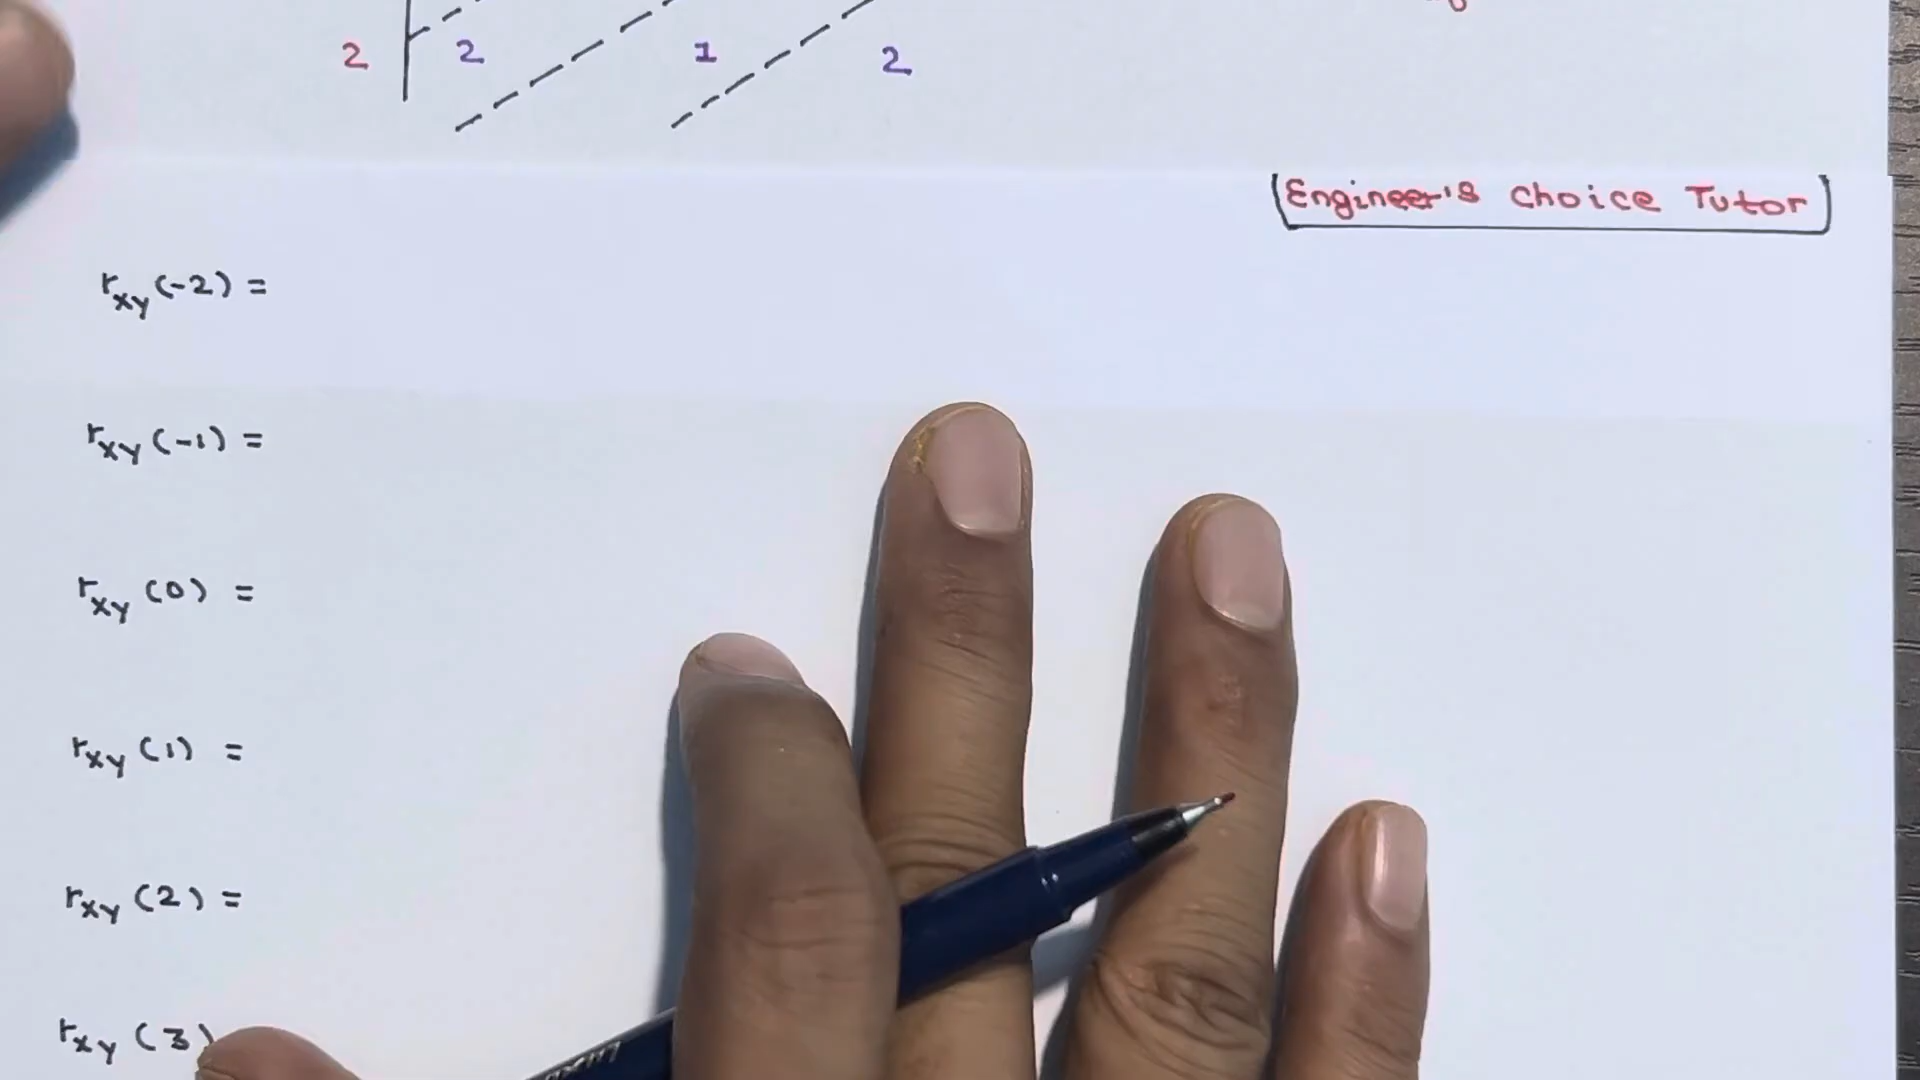 2 2 1 2
Engineer's Choice Tutor
rxy(-2) =
rxy(-1) =
rxy(0) =
rxy(1) =
rxy(2) =
rxy(3)